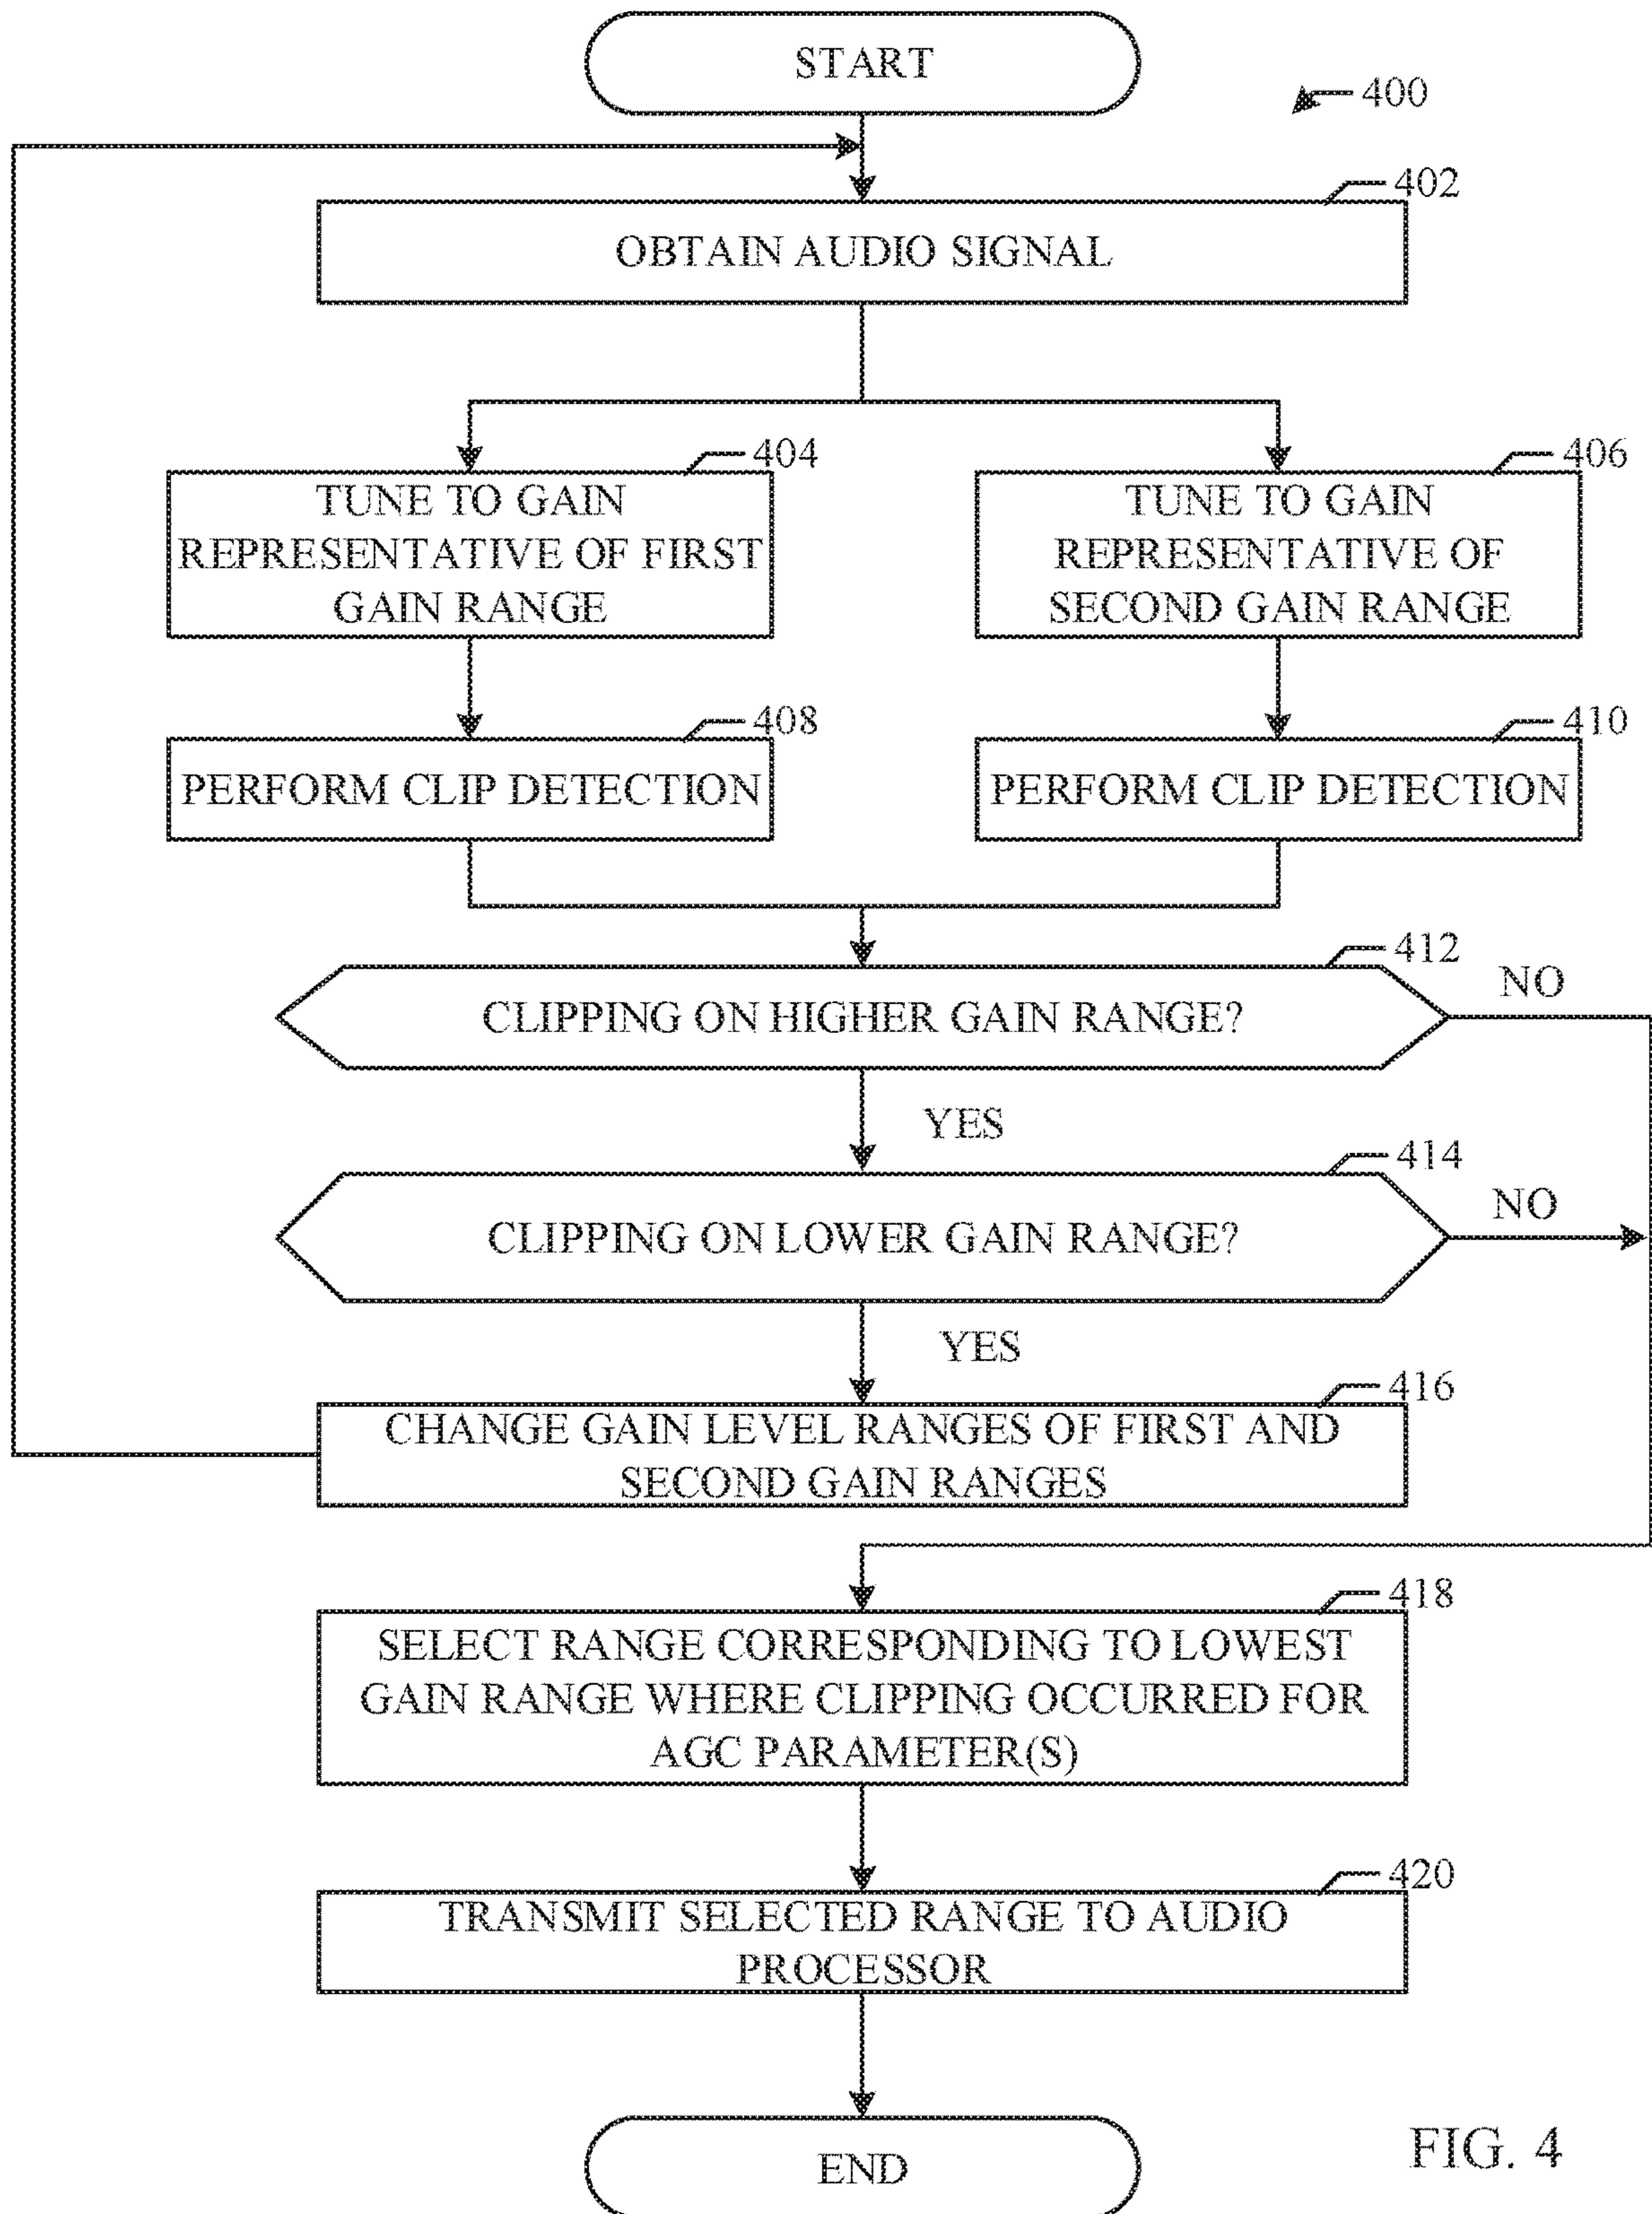 START
400
402
OBTAIN AUDIO SIGNAL
404
TUNE TO GAIN
REPRESENTATIVE OF FIRST
GAIN RANGE
406
TUNE TO GAIN
REPRESENTATIVE OF
SECOND GAIN RANGE
408
PERFORM CLIP DETECTION
410
PERFORM CLIP DETECTION
412
CLIPPING ON HIGHER GAIN RANGE?
NO
YES
414
CLIPPING ON LOWER GAIN RANGE?
NO
YES
416
CHANGE GAIN LEVEL RANGES OF FIRST AND
SECOND GAIN RANGES
418
SELECT RANGE CORRESPONDING TO LOWEST
GAIN RANGE WHERE CLIPPING OCCURRED FOR
AGC PARAMETER(S)
420
TRANSMIT SELECTED RANGE TO AUDIO
PROCESSOR
END
FIG. 4